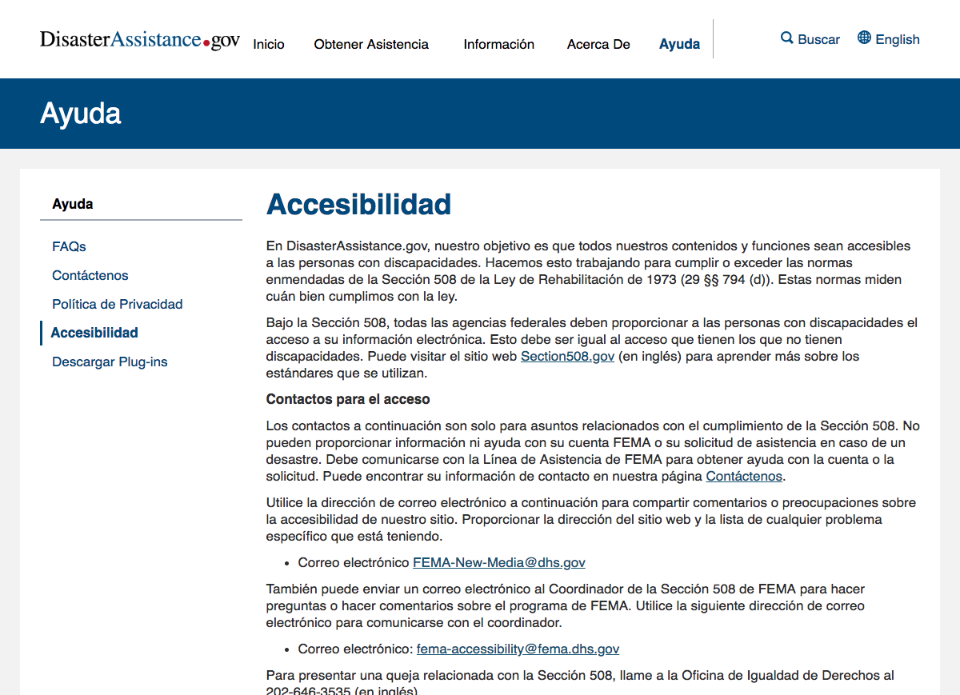 DisasterAssistance.gov
Inicio
Obtener Asistencia
Información
Acerca De
Ayuda
Buscar
English
Ayuda
Ayuda
FAQs
Contáctenos
Política de Privacidad
Accesibilidad
Descargar Plug-ins
Accesibilidad
En DisasterAssistance.gov, nuestro objetivo es que todos nuestros contenidos y funciones sean accesibles
a las personas con discapacidades. Hacemos esto trabajando para cumplir o exceder las normas
enmendadas de la Sección 508 de la Ley de Rehabilitación de 1973 (29 §§ 794 (d)). Estas normas miden
cuán bien cumplimos con la ley.
Bajo la Sección 508, todas las agencias federales deben proporcionar a las personas con discapacidades el
acceso a su información electrónica. Esto debe ser igual al acceso que tienen los que no tienen
discapacidades. Puede visitar el sitio web Section508.gov (en inglés) para aprender más sobre los
estándares que se utilizan.
Contactos para el acceso
Los contactos a continuación son solo para asuntos relacionados con el cumplimiento de la Sección 508. No
pueden proporcionar información ni ayuda con su cuenta FEMA o su solicitud de asistencia en caso de un
desastre. Debe comunicarse con la Línea de Asistencia de FEMA para obtener ayuda con la cuenta o la
solicitud. Puede encontrar su información de contacto en nuestra página Contáctenos.
Utilice la dirección de correo electrónico a continuación para compartir comentarios o preocupaciones sobre
la accesibilidad de nuestro sitio. Proporcionar la dirección del sitio web y la lista de cualquier problema
específico que está teniendo.
• Correo electrónico FEMA-New-Media@dhs.gov
También puede enviar un correo electrónico al Coordinador de la Sección 508 de FEMA para hacer
preguntas o hacer comentarios sobre el programa de FEMA. Utilice la siguiente dirección de correo
electrónico para comunicarse con el coordinador.
• Correo electrónico: fema-accessibility@fema.dhs.gov
Para presentar una queja relacionada con la Sección 508, llame a la Oficina de Igualdad de Derechos al
202-646-3535 (en inglés)